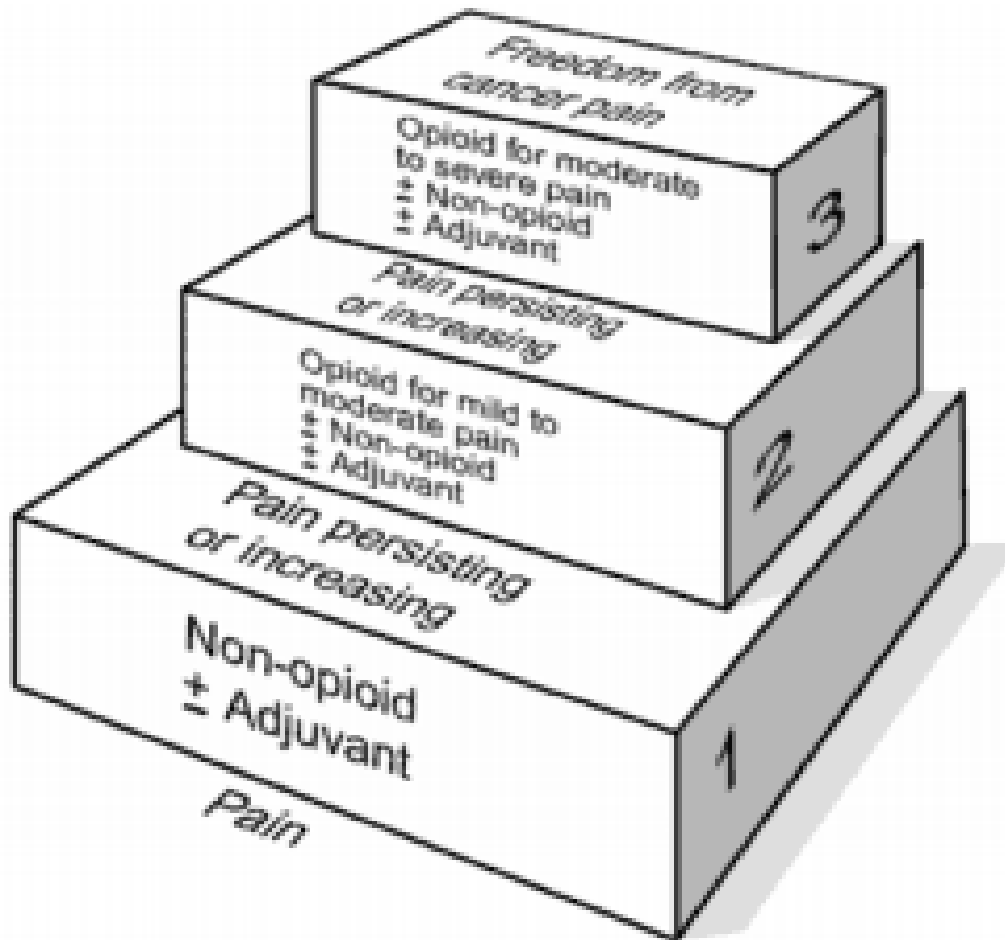 Freedom from
cancer pain
Opioid for moderate
to severe pain
± Non-opioid
± Adjuvant
3
Pain persisting
or increasing
Opioid for mild to
moderate pain
± Non-opioid
± Adjuvant
2
Pain persisting
or increasing
Non-opioid
± Adjuvant
1
Pain